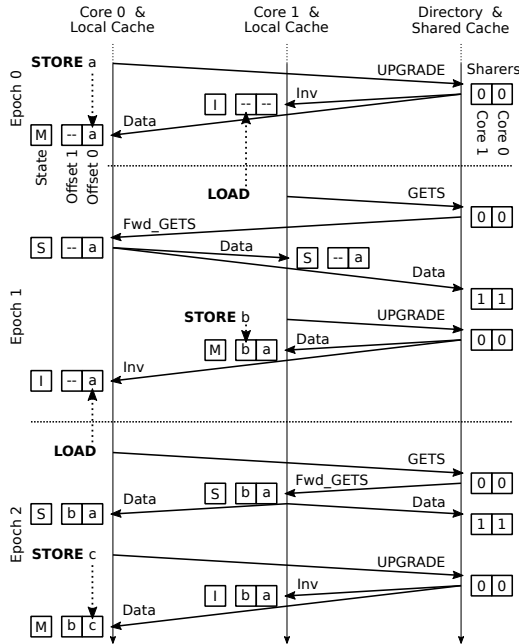 Core 0 &
Local Cache
Core 1 &
Local Cache
Directory &
Shared Cache
Epoch 0
STORE a
UPGRADE
Sharers
Inv
I -- --
0 0
Data
M -- a
State
Offset 1
Offset 0
Core 1
Core 0
LOAD
GETS
Fwd_GETS
0 0
S -- a
Data
S -- a
Data
1 1
Epoch 1
STORE b
UPGRADE
Data
0 0
M b a
Inv
I -- a
LOAD
GETS
Fwd_GETS
0 0
S b a
Data
Data
S b a
1 1
Epoch 2
STORE c
UPGRADE
Inv
0 0
I b a
Data
M b c